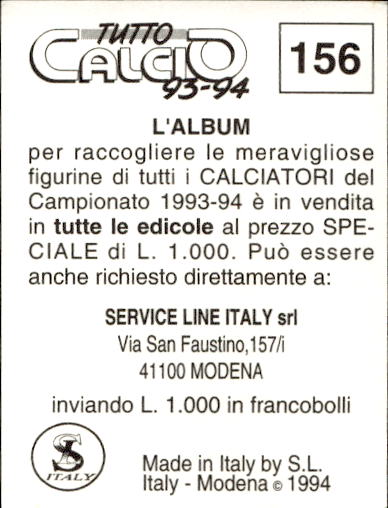 TUTTO
CALCIO
93-94
156
L'ALBUM
per raccogliere le meravigliose
figurine di tutti i CALCIATORI del
Campionato 1993-94 è in vendita
in tutte le edicole al prezzo SPE-
CIALE di L. 1.000. Può essere
anche richiesto direttamente a:
SERVICE LINE ITALY srl
Via San Faustino,157/i
41100 MODENA
inviando L. 1.000 in francobolli
SL
ITALY
Made in Italy by S.L.
Italy - Modena © 1994